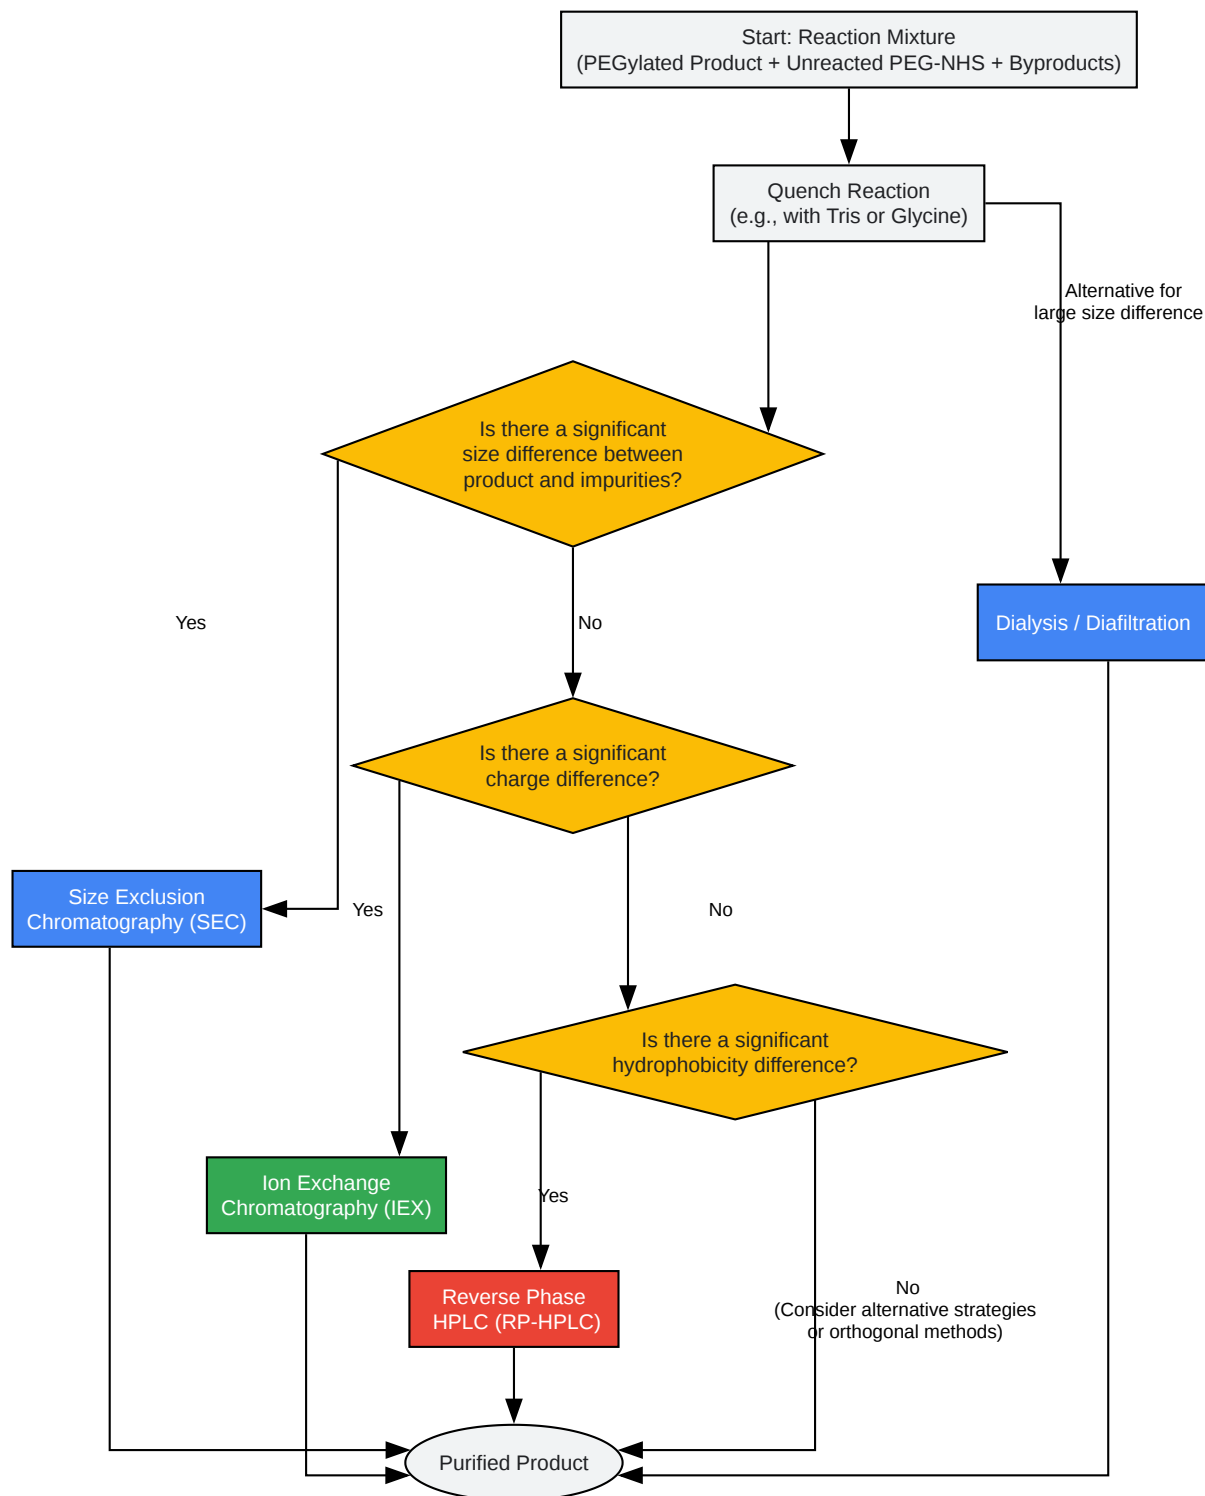 Start: Reaction Mixture
(PEGylated Product + Unreacted PEG-NHS + Byproducts)
Quench Reaction
(e.g., with Tris or Glycine)
Alternative for
large size difference
Is there a significant
size difference between
product and impurities?
Yes
No
Dialysis / Diafiltration
Is there a significant
charge difference?
Size Exclusion
Chromatography (SEC)
Yes
No
Is there a significant
hydrophobicity difference?
Ion Exchange
Chromatography (IEX)
Yes
Reverse Phase
HPLC (RP-HPLC)
No
(Consider alternative strategies
or orthogonal methods)
Purified Product